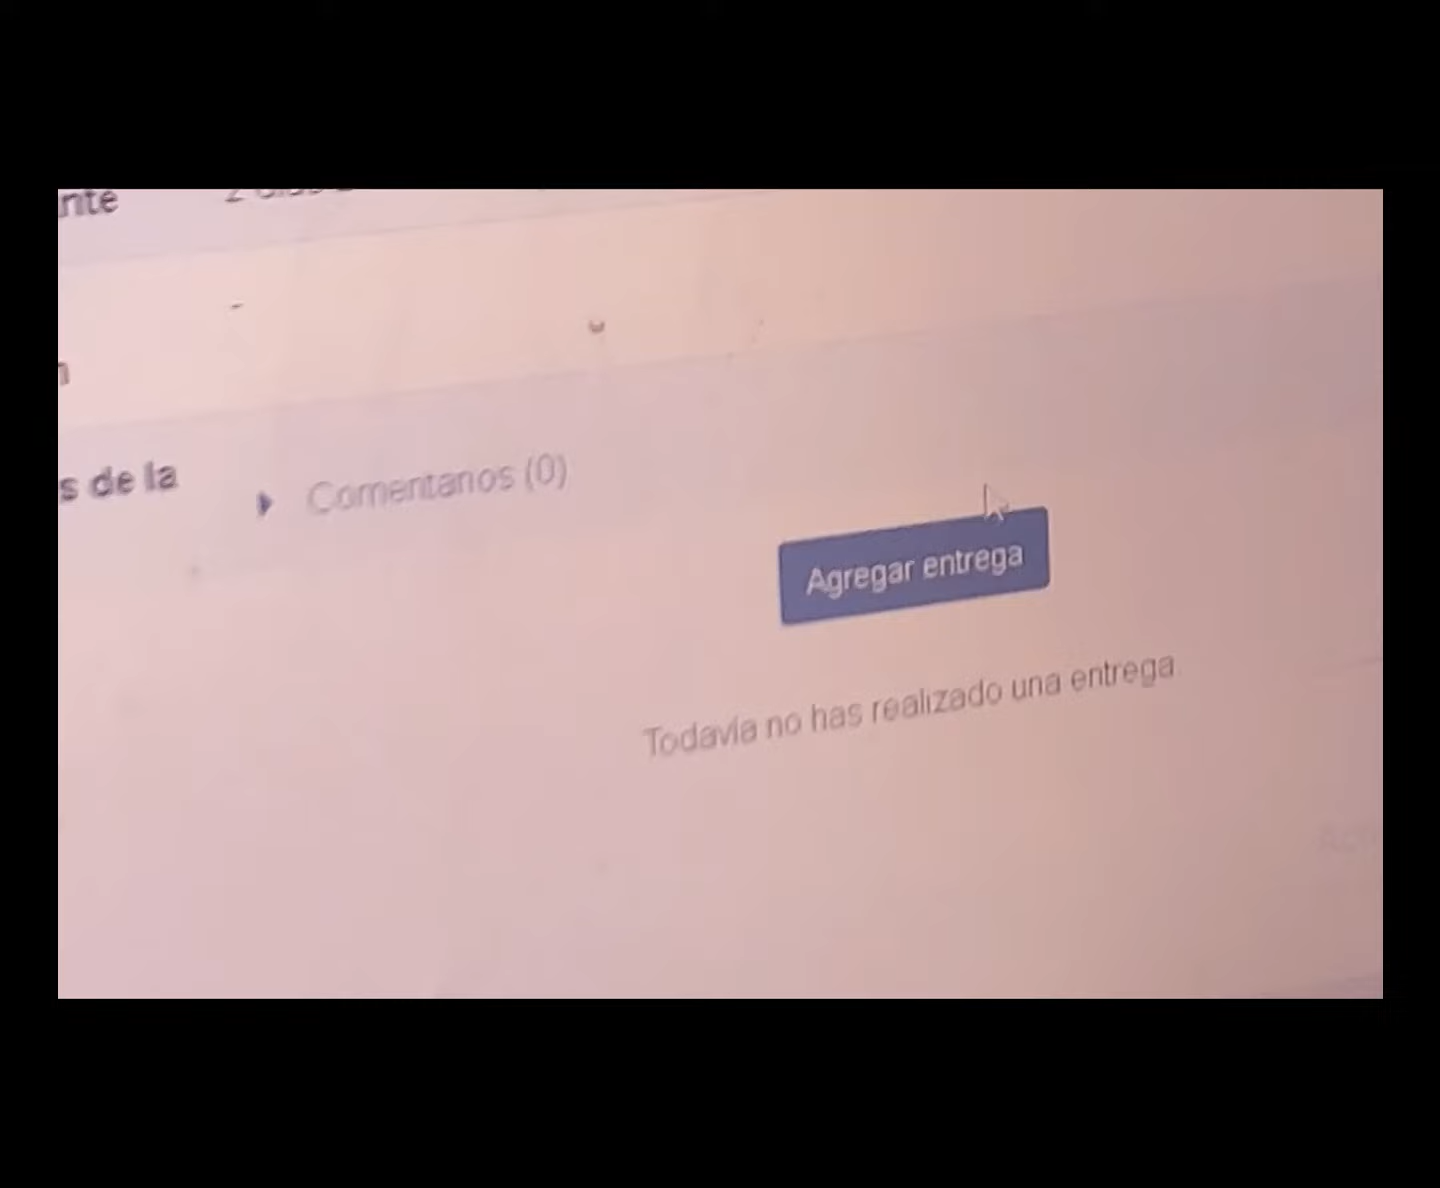 nte
s de la
Comentarios (0)
Agregar entrega
Todavía no has realizado una entrega